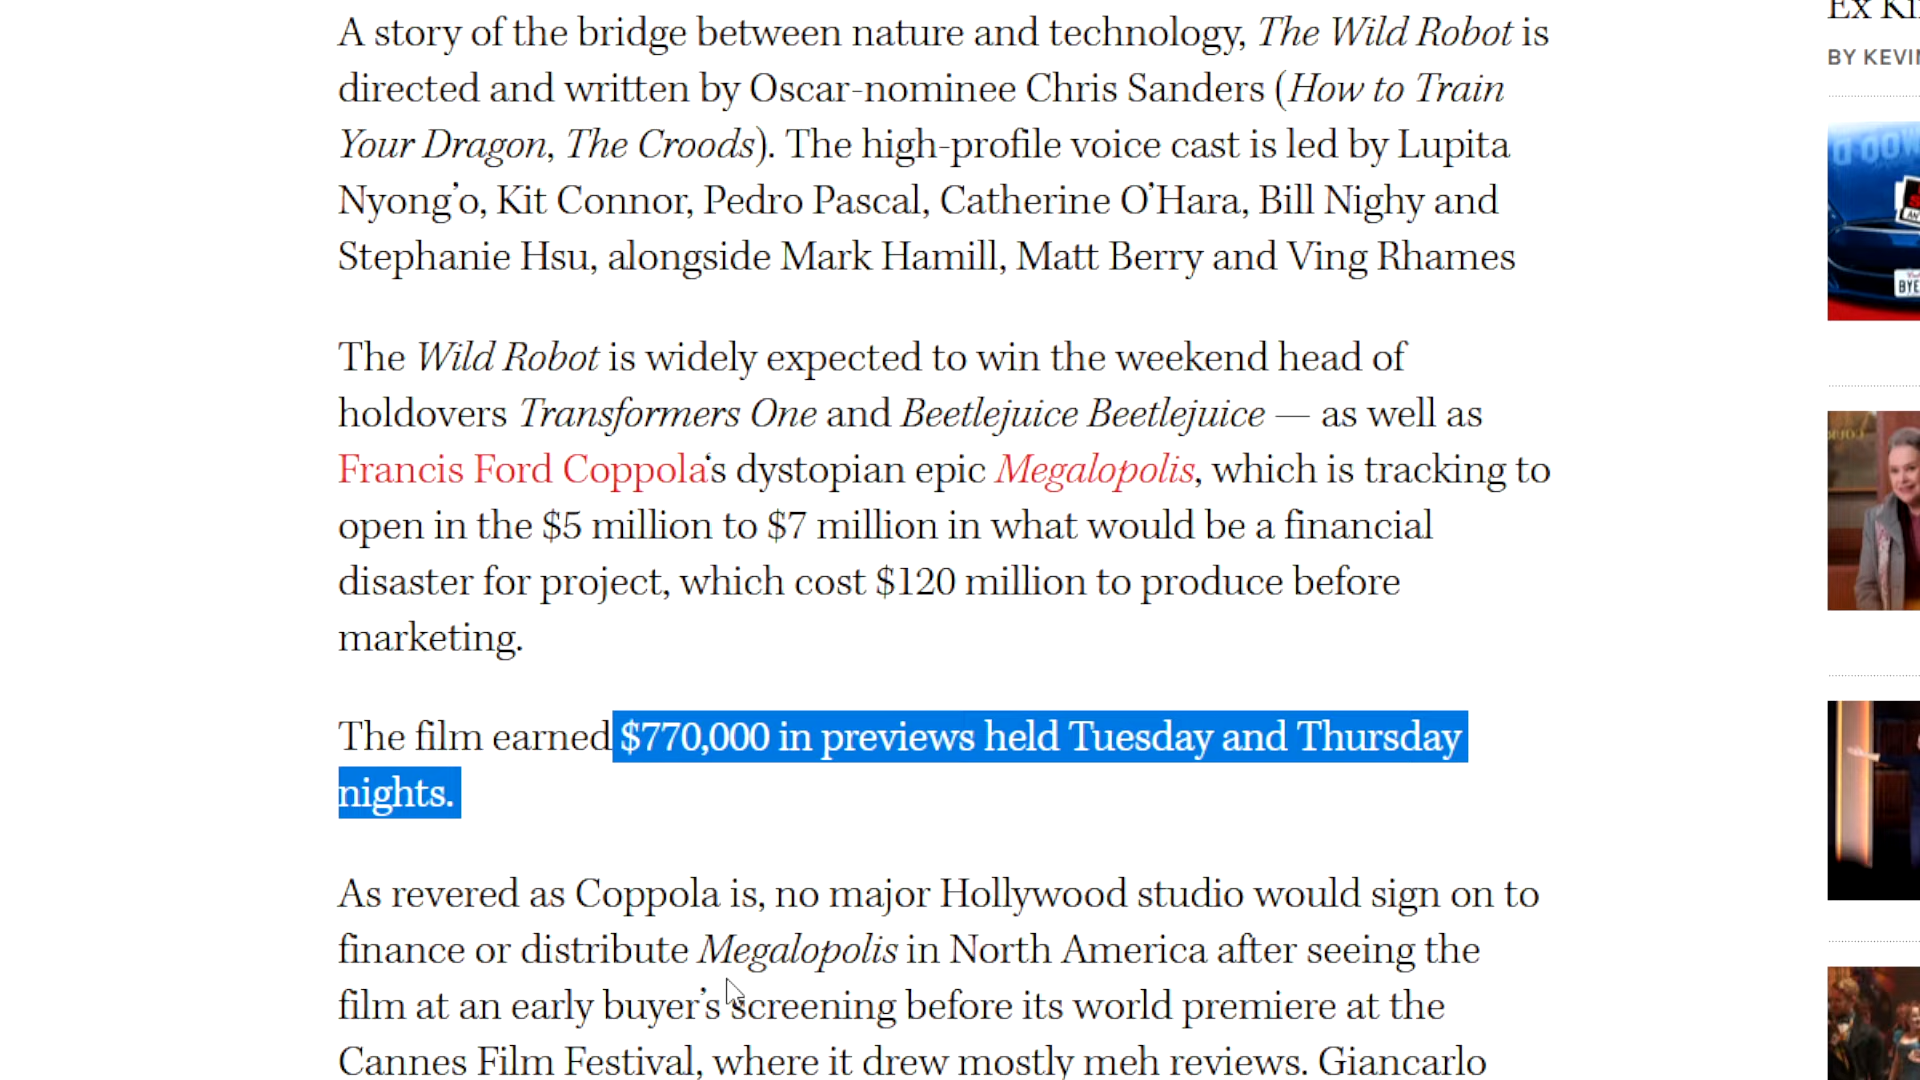 A story of the bridge between nature and technology, The Wild Robot is
directed and written by Oscar-nominee Chris Sanders (How to Train
Your Dragon, The Croods). The high-profile voice cast is led by Lupita
Nyong’o, Kit Connor, Pedro Pascal, Catherine O’Hara, Bill Nighy and
Stephanie Hsu, alongside Mark Hamill, Matt Berry and Ving Rhames
The Wild Robot is widely expected to win the weekend head of
holdovers Transformers One and Beetlejuice Beetlejuice — as well as
Francis Ford Coppola‘s dystopian epic Megalopolis, which is tracking to
open in the $5 million to $7 million in what would be a financial
disaster for project, which cost $120 million to produce before
marketing.
The film earned $770,000 in previews held Tuesday and Thursday
nights.
As revered as Coppola is, no major Hollywood studio would sign on to
finance or distribute Megalopolis in North America after seeing the
film at an early buyer’s screening before its world premiere at the
Cannes Film Festival, where it drew mostly meh reviews. Giancarlo
Ex Ki
BY KEVI
BYE